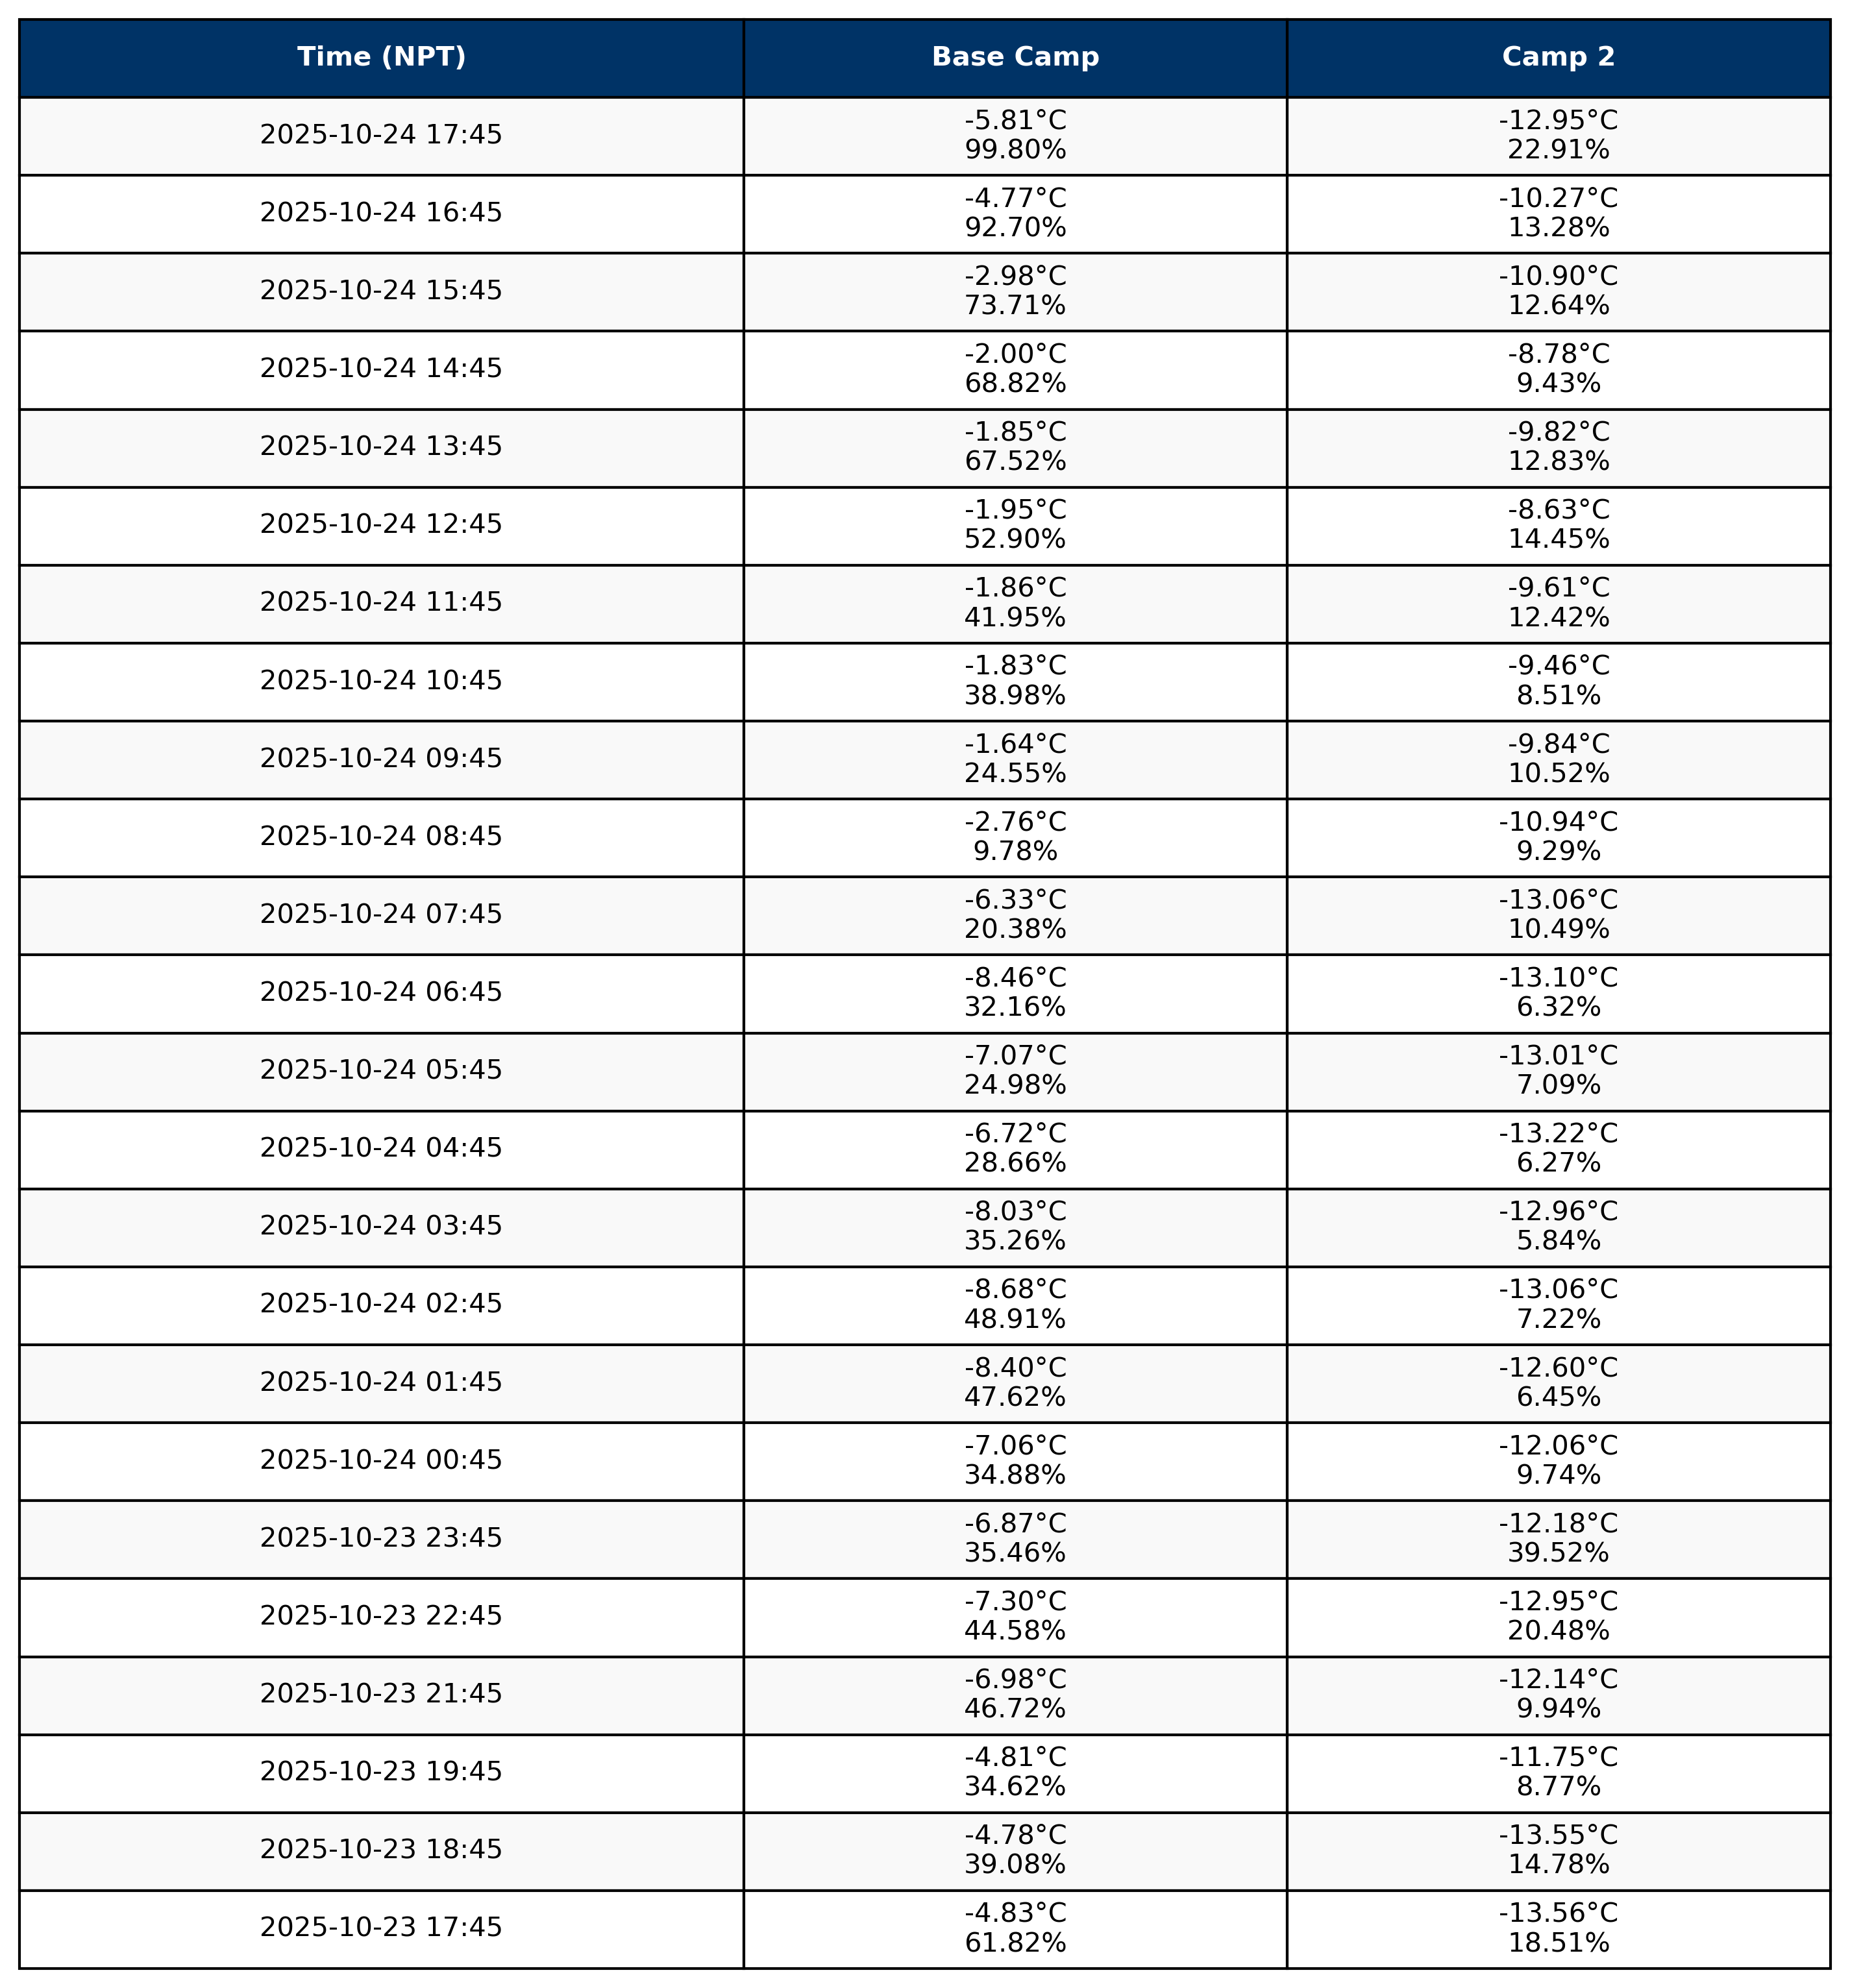 Time (NPT) Base Camp Camp 2
2025-10-24 17:45
-5.81°C
99.80%
-12.95°C
22.91%
2025-10-24 16:45
-4.77°C
92.70%
-10.27°C
13.28%
2025-10-24 15:45
-2.98°C
73.71%
-10.90°C
12.64%
2025-10-24 14:45
-2.00°C
68.82%
-8.78°C
9.43%
2025-10-24 13:45
-1.85°C
67.52%
-9.82°C
12.83%
2025-10-24 12:45
-1.95°C
52.90%
-8.63°C
14.45%
2025-10-24 11:45
-1.86°C
41.95%
-9.61°C
12.42%
2025-10-24 10:45
-1.83°C
38.98%
-9.46°C
8.51%
2025-10-24 09:45
-1.64°C
24.55%
-9.84°C
10.52%
2025-10-24 08:45
-2.76°C
9.78%
-10.94°C
9.29%
2025-10-24 07:45
-6.33°C
20.38%
-13.06°C
10.49%
2025-10-24 06:45
-8.46°C
32.16%
-13.10°C
6.32%
2025-10-24 05:45
-7.07°C
24.98%
-13.01°C
7.09%
2025-10-24 04:45
-6.72°C
28.66%
-13.22°C
6.27%
2025-10-24 03:45
-8.03°C
35.26%
-12.96°C
5.84%
2025-10-24 02:45
-8.68°C
48.91%
-13.06°C
7.22%
2025-10-24 01:45
-8.40°C
47.62%
-12.60°C
6.45%
2025-10-24 00:45
-7.06°C
34.88%
-12.06°C
9.74%
2025-10-23 23:45
-6.87°C
35.46%
-12.18°C
39.52%
2025-10-23 22:45
-7.30°C
44.58%
-12.95°C
20.48%
2025-10-23 21:45
-6.98°C
46.72%
-12.14°C
9.94%
2025-10-23 19:45
-4.81°C
34.62%
-11.75°C
8.77%
2025-10-23 18:45
-4.78°C
39.08%
-13.55°C
14.78%
2025-10-23 17:45
-4.83°C
61.82%
-13.56°C
18.51%